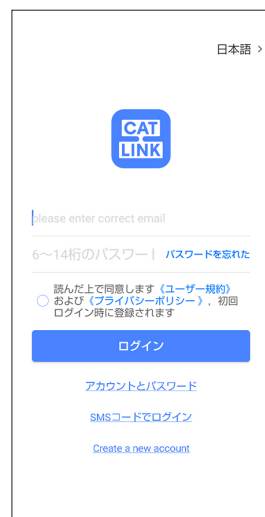 日本語 >
CAT
LINK
please enter correct email
6〜14桁のパスワー
パスワードを忘れた
読んだ上で同意します《ユーザー規約》
および《プライバシーポリシー 》, 初回
ログイン時に登録されます
ログイン
アカウントとパスワード
SMSコードでログイン
Create a new account